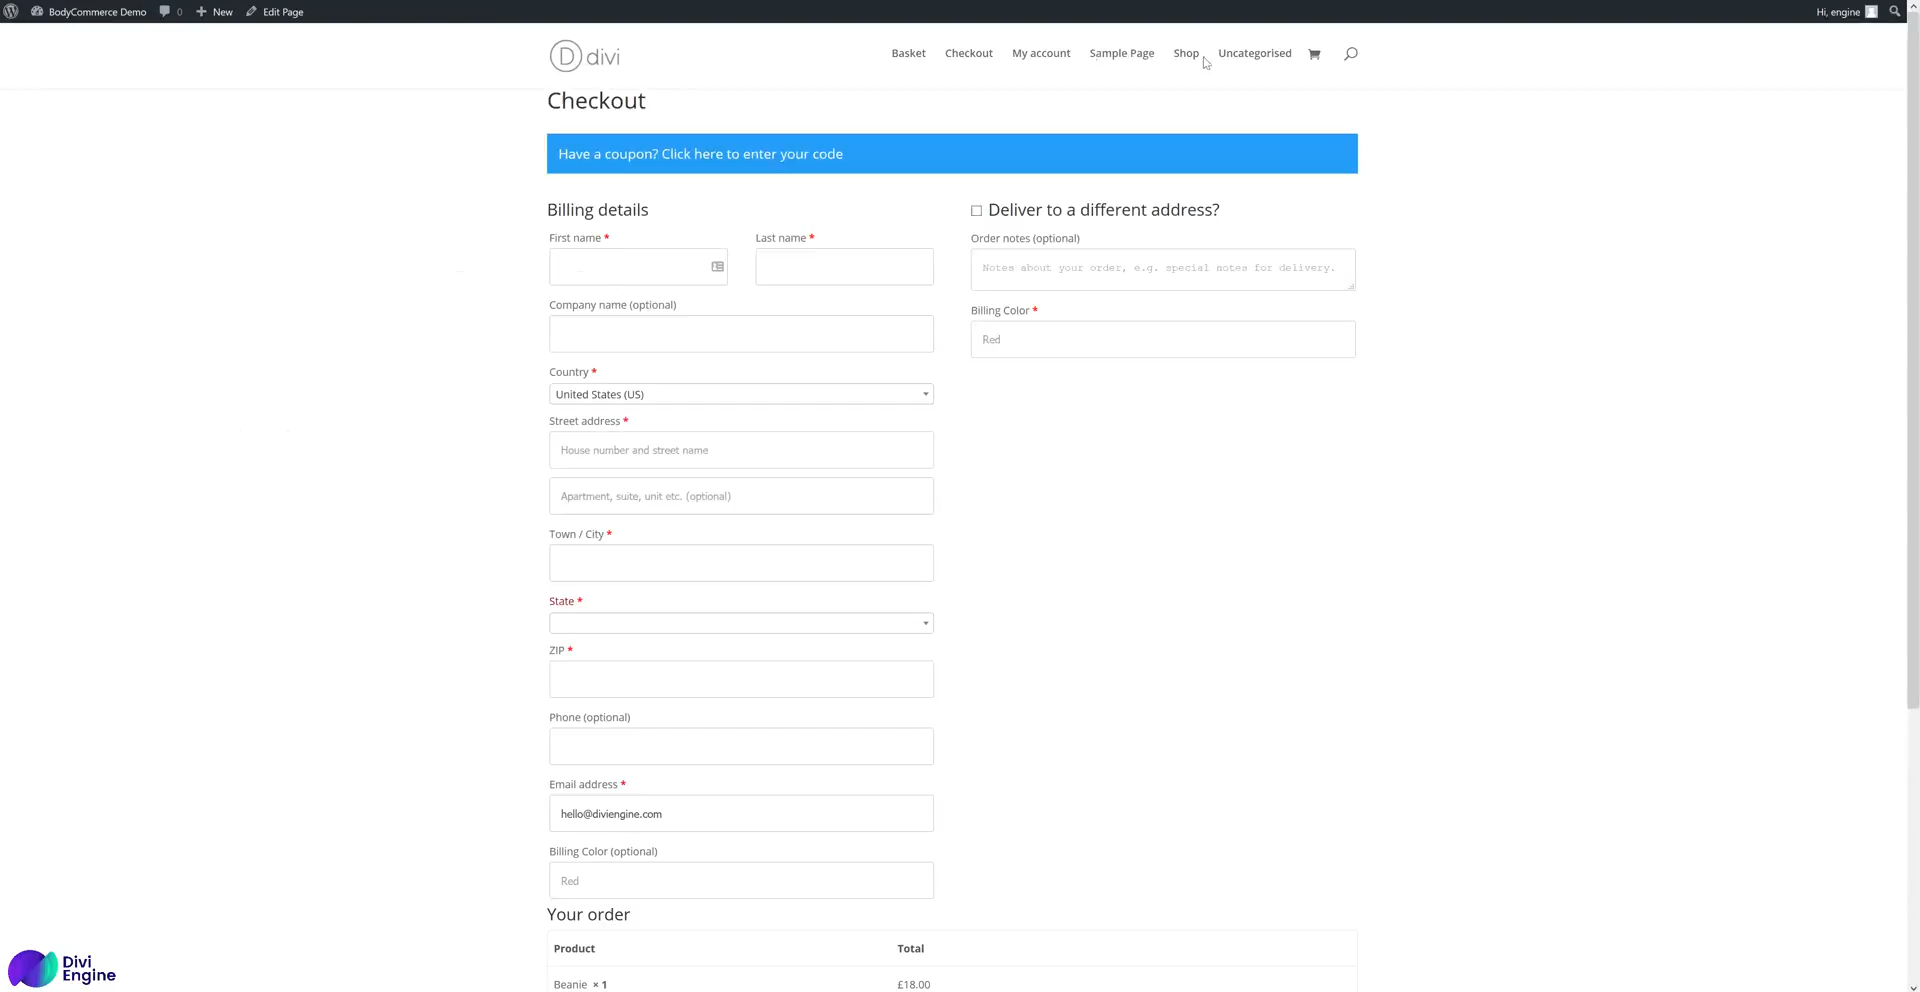 BodyCommerce Demo 0 New Edit Page Hi, engine
D divi Basket Checkout My account Sample Page Shop Uncategorised
Checkout
Have a coupon? Click here to enter your code
Billing details
First name * Last name *
Company name (optional)
Country *
United States (US)
Street address *
House number and street name
Apartment, suite, unit etc. (optional)
Town / City *
State *
ZIP *
Phone (optional)
Email address *
hello@diviengine.com
Billing Color (optional)
Red
Deliver to a different address?
Order notes (optional)
Notes about your order, e.g. special notes for delivery.
Billing Color *
Red
Your order
Product Total
Beanie × 1 £18.00
Divi
Engine